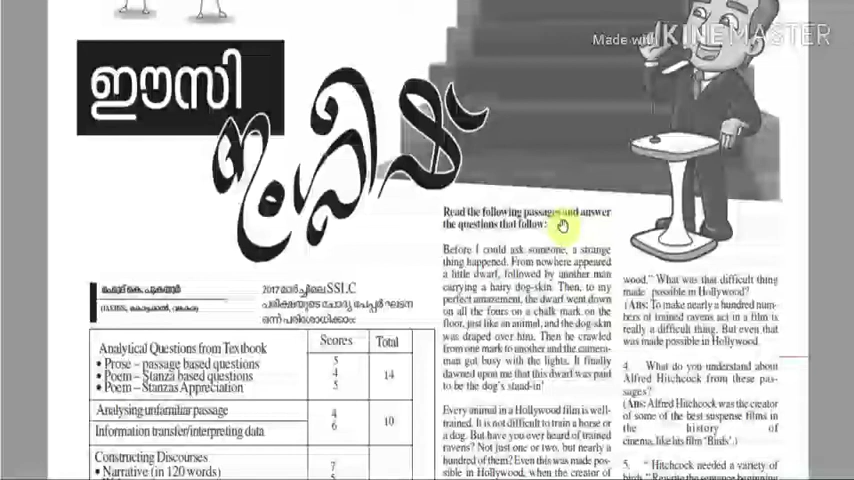 Made with KINEMASTER
ഈസി
ഇംഗ്ലീഷ്
2017 മാർച്ചിലെ SSLC
പരീക്ഷയുടെ ചോദ്യ പേപ്പർ ഘടന
ഒന്ന് പരിശോധിക്കാം:
Scores
Total
Analytical Questions from Textbook
• Prose – passage based questions 5
• Poem – Stanza based questions 4
• Poem – Stanzas Appreciation 5
14
Analysing unfamiliar passage 4
Information transfer/interpreting data 6
10
Constructing Discourses
• Narrative (in 120 words) 7
Read the following passages and answer
the questions that follow:
Before I could ask someone, a strange
thing happened. From nowhere appeared
a little dwarf, followed by another man
carrying a hairy dog-skin. Then, to my
perfect amazement, the dwarf went down
on all the fours on a chalk mark on the
floor, just like an animal, and the dog-skin
was draped over him. Then he crawled
from one mark to another and the camera-
man got busy with the lights. It finally
dawned upon me that this dwarf was paid
to be the dog's stand-in'
Every animal in a Hollywood film is well-
trained. It is not difficult to train a horse or
a dog. But have you ever heard of trained
ravens? Not just one or two, but nearly a
hundred of them? Even this was made pos-
sible in Hollywood, when the creator of
wood." What was that difficult thing
made possible in Hollywood?
(Ans: To make nearly a hundred num-
bers of trained ravens act in a film is
really a difficult thing. But even that
was made possible in Hollywood
4. What do you understand about
Alfred Hitchcock from these pas-
sages?
(Ans: Alfred Hitchcock was the creator
of some of the best suspense films in
the history of
cinema, like his film 'Birds'.)
5. " Hitchcock needed a variety of
birds." Rewrite the sentence beginning